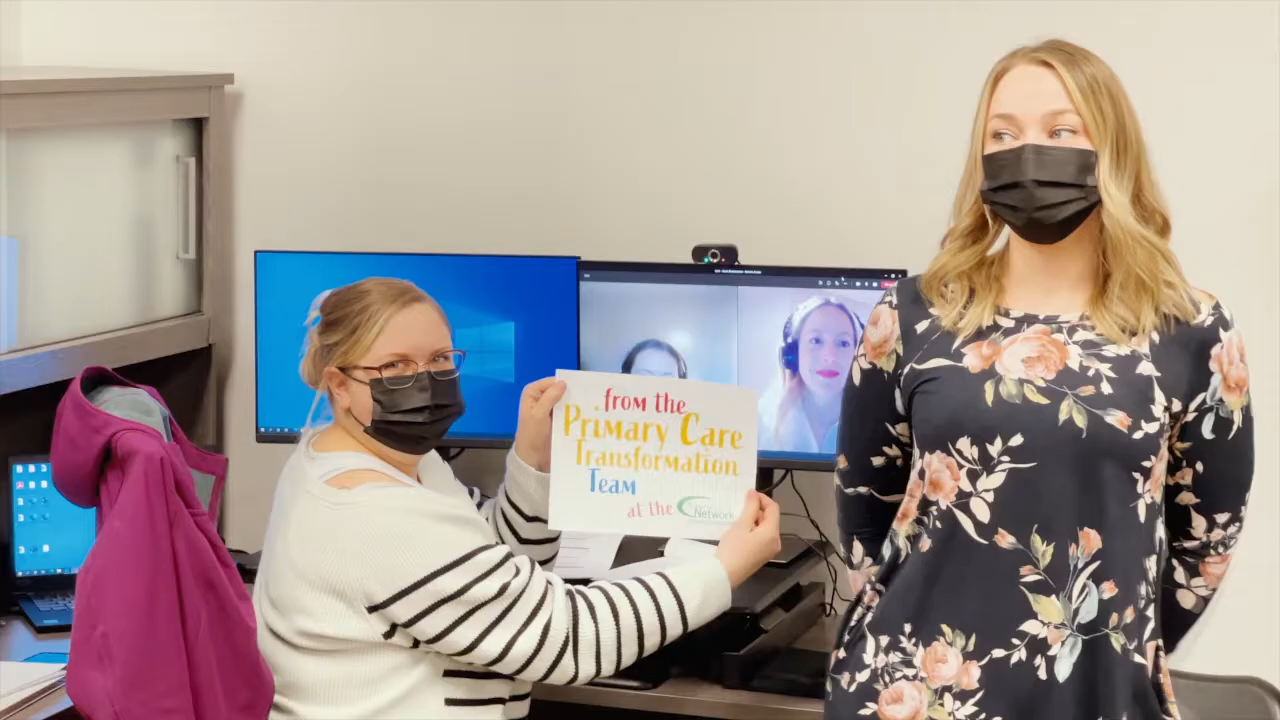 from the
Primary Care
Transformation
Team
at the Network